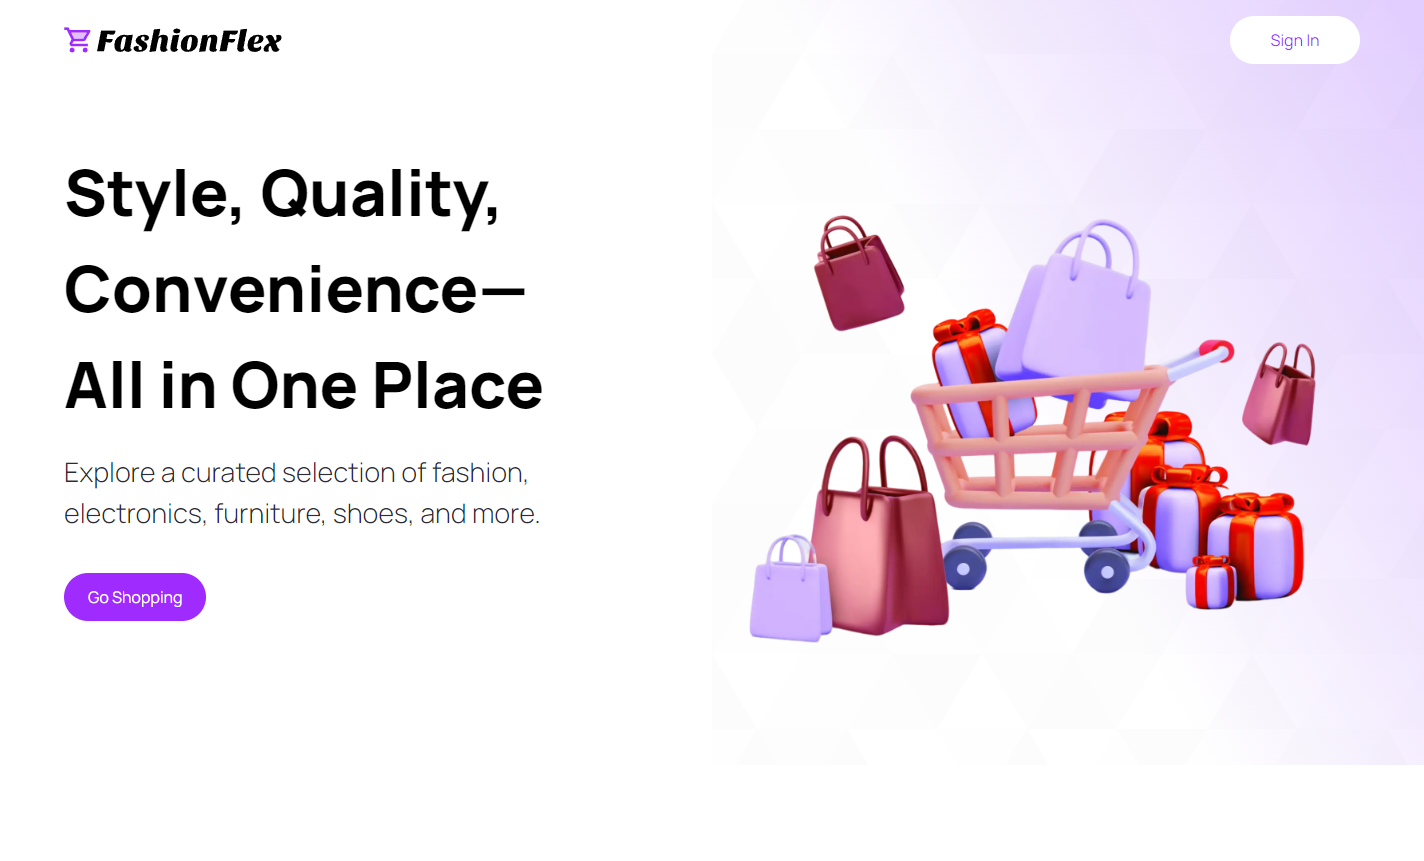 FashionFlex
Sign In
Style, Quality,
Convenience—
All in One Place
Explore a curated selection of fashion,
electronics, furniture, shoes, and more.
Go Shopping